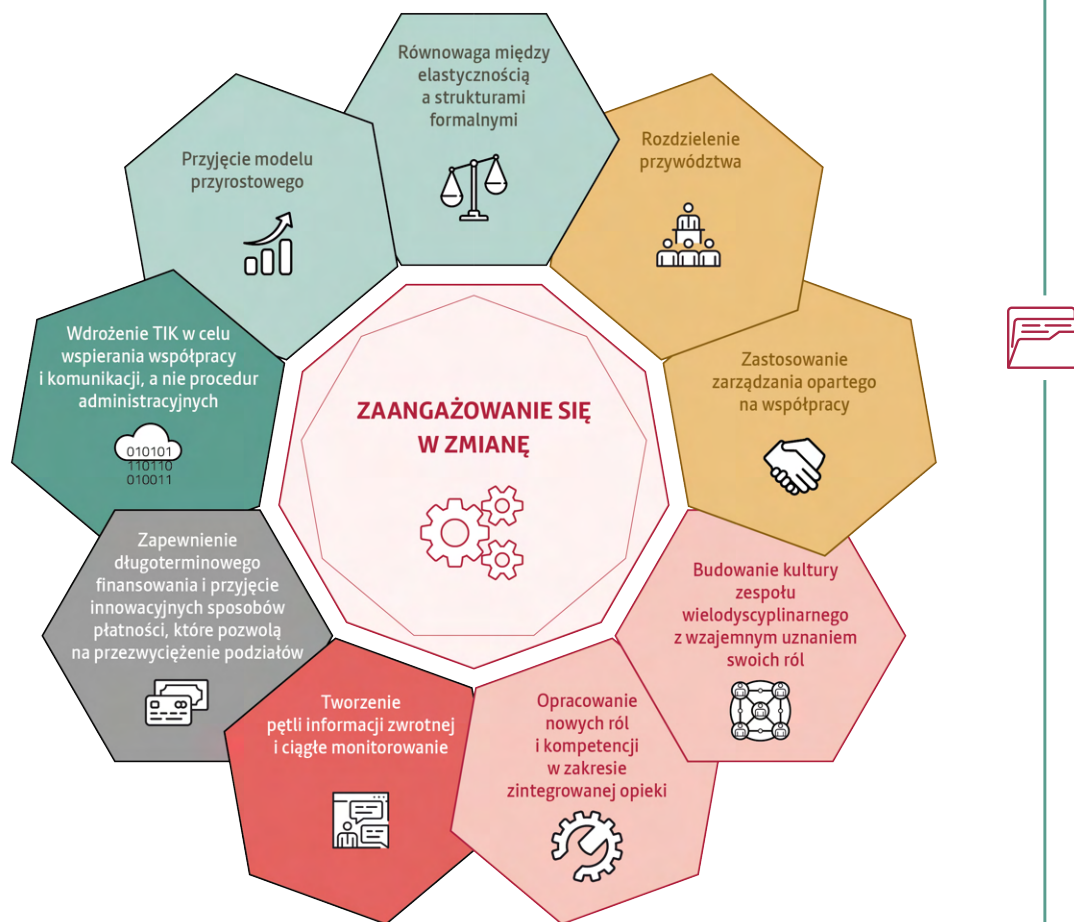 Równowaga między
elastycznością
a strukturami
formalnymi
Rozdzielenie
przywództwa
Przyjęcie modelu
przyrostowego
Wdrożenie TIK w celu
wspierania współpracy
i komunikacji, a nie procedur
administracyjnych
010101
110110
010011
Zastosowanie
zarządzania opartego
na współpracy
ZAANGAŻOWANIE SIĘ
W ZMIANĘ
Zapewnienie
długoterminowego
finansowania i przyjęcie
innowacyjnych sposobów
płatności, które pozwolą
na przezwyciężenie podziałów
Budowanie kultury
zespołu
wielodyscyplinarnego
z wzajemnym uznaniem
swoich ról
Tworzenie
pętli informacji zwrotnej
i ciągłe monitorowanie
Opracowanie
nowych ról
i kompetencji
w zakresie
zintegrowanej opieki